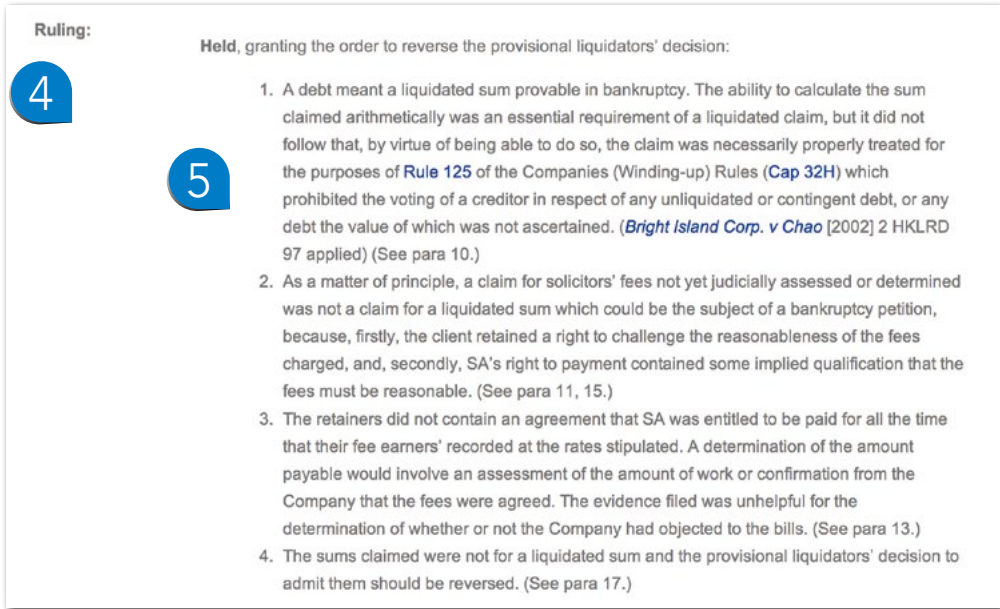 Ruling:
Held, granting the order to reverse the provisional liquidators' decision:
4
1. A debt meant a liquidated sum provable in bankruptcy. The ability to calculate the sum
claimed arithmetically was an essential requirement of a liquidated claim, but it did not
follow that, by virtue of being able to do so, the claim was necessarily properly treated for
5
the purposes of Rule 125 of the Companies (Winding-up) Rules (Cap 32H) which
prohibited the voting of a creditor in respect of any unliquidated or contingent debt, or any
debt the value of which was not ascertained. (Bright Island Corp. v Chao [2002] 2 HKLRD
97 applied) (See para 10.)
2. As a matter of principle, a claim for solicitors' fees not yet judicially assessed or determined
was not a claim for a liquidated sum which could be the subject of a bankruptcy petition,
because, firstly, the client retained a right to challenge the reasonableness of the fees
charged, and, secondly, SA's right to payment contained some implied qualification that the
fees must be reasonable. (See para 11, 15.)
3. The retainers did not contain an agreement that SA was entitled to be paid for all the time
that their fee earners' recorded at the rates stipulated. A determination of the amount
payable would involve an assessment of the amount of work or confirmation from the
Company that the fees were agreed. The evidence filed was unhelpful for the
determination of whether or not the Company had objected to the bills. (See para 13.)
4. The sums claimed were not for a liquidated sum and the provisional liquidators' decision to
admit them should be reversed. (See para 17.)